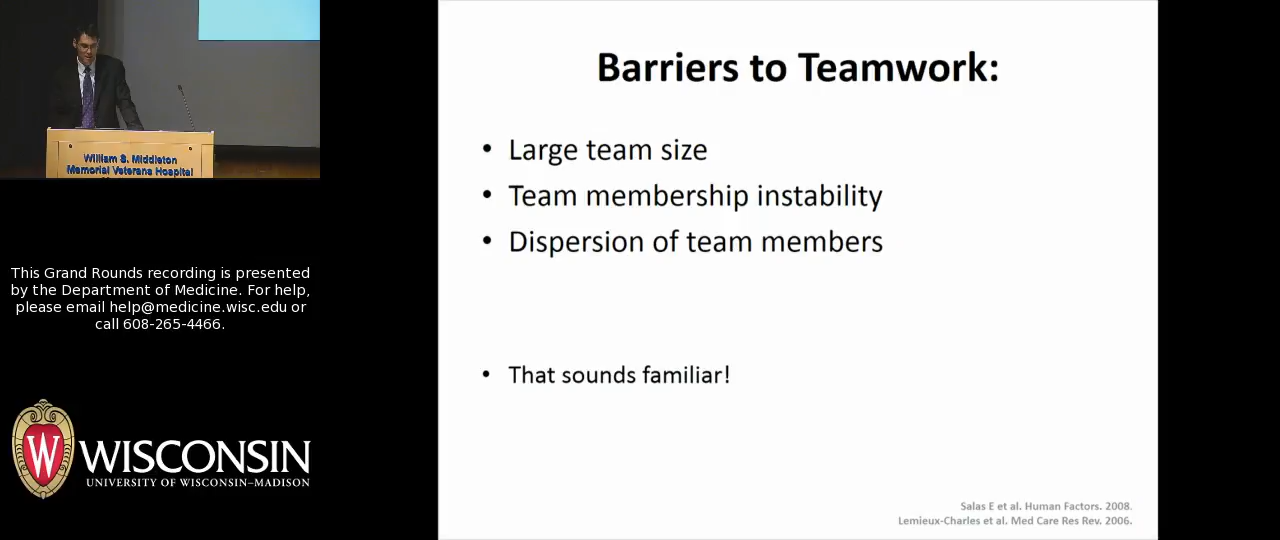 William S. Middleton
Memorial Veterans Hospital
This Grand Rounds recording is presented
by the Department of Medicine. For help,
please email help@medicine.wisc.edu or
call 608-265-4466.
W WISCONSIN
UNIVERSITY OF WISCONSIN–MADISON
Barriers to Teamwork:
• Large team size
• Team membership instability
• Dispersion of team members
• That sounds familiar!
Salas E et al. Human Factors. 2008.
Lemieux-Charles et al. Med Care Res Rev. 2006.